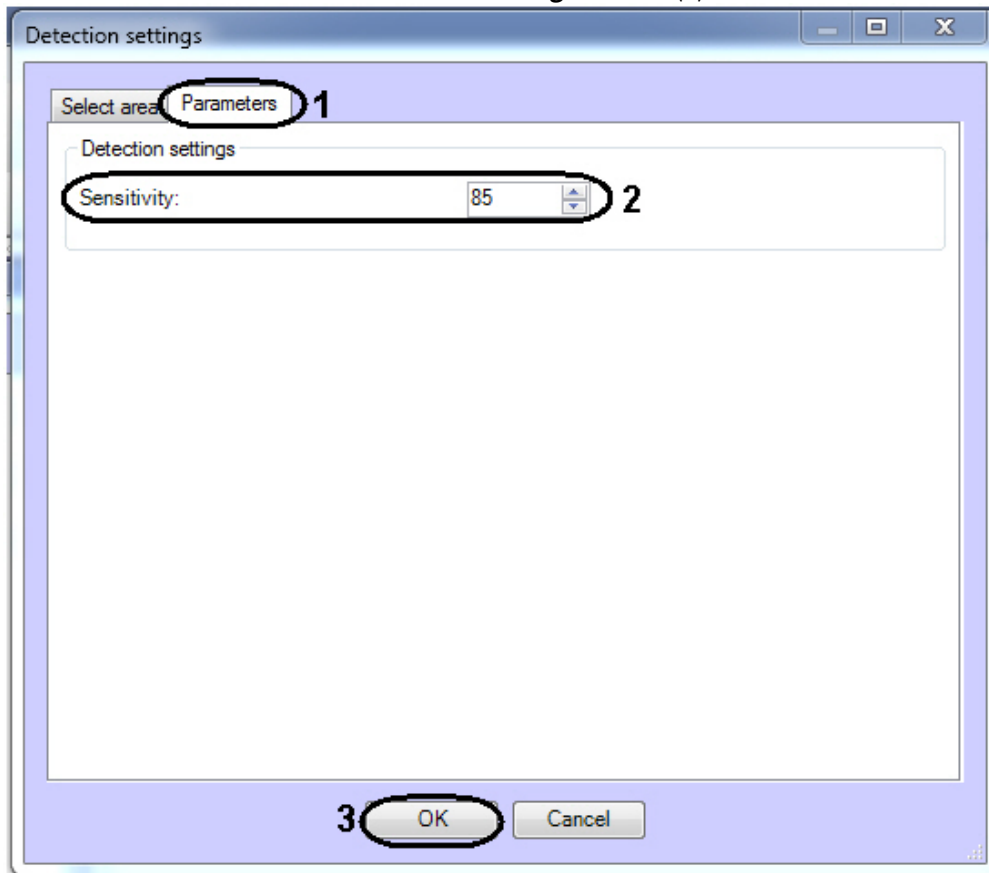 Detection settings
Select area Parameters 1
Detection settings
Sensitivity: 85 2
3 OK Cancel